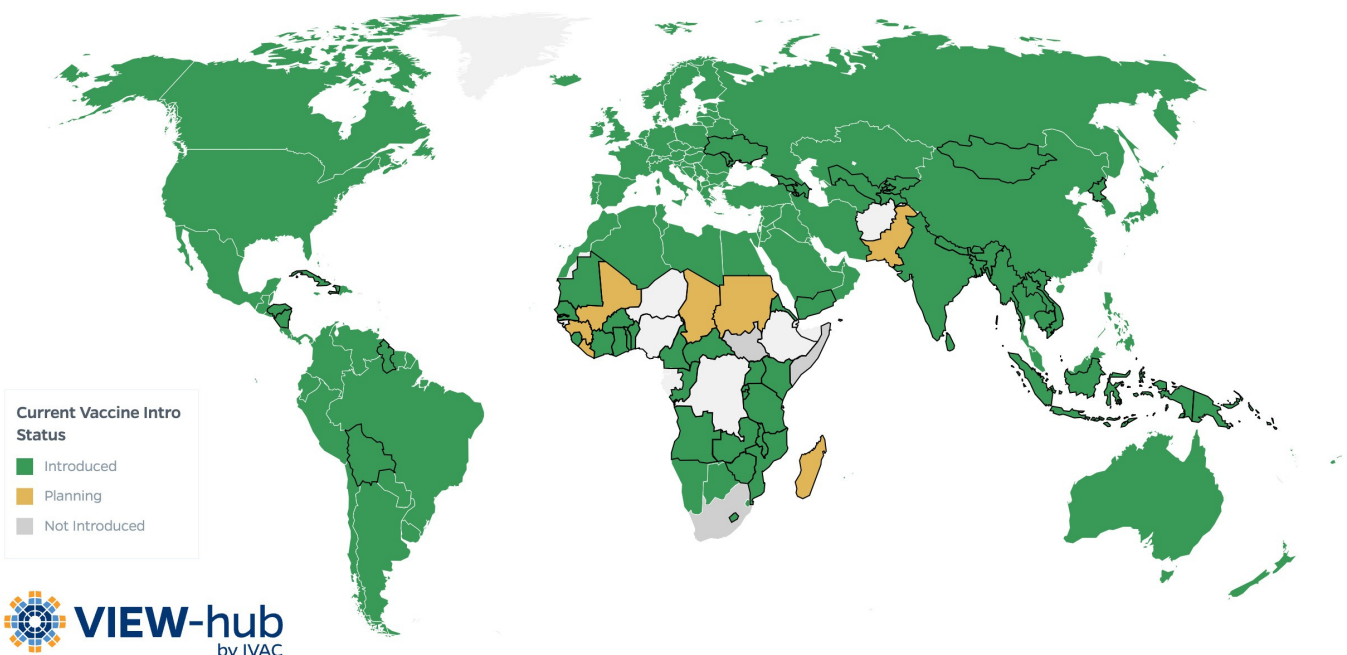 Current Vaccine Intro
Status
Introduced
Planning
Not Introduced
VIEW-hub
by IVAC